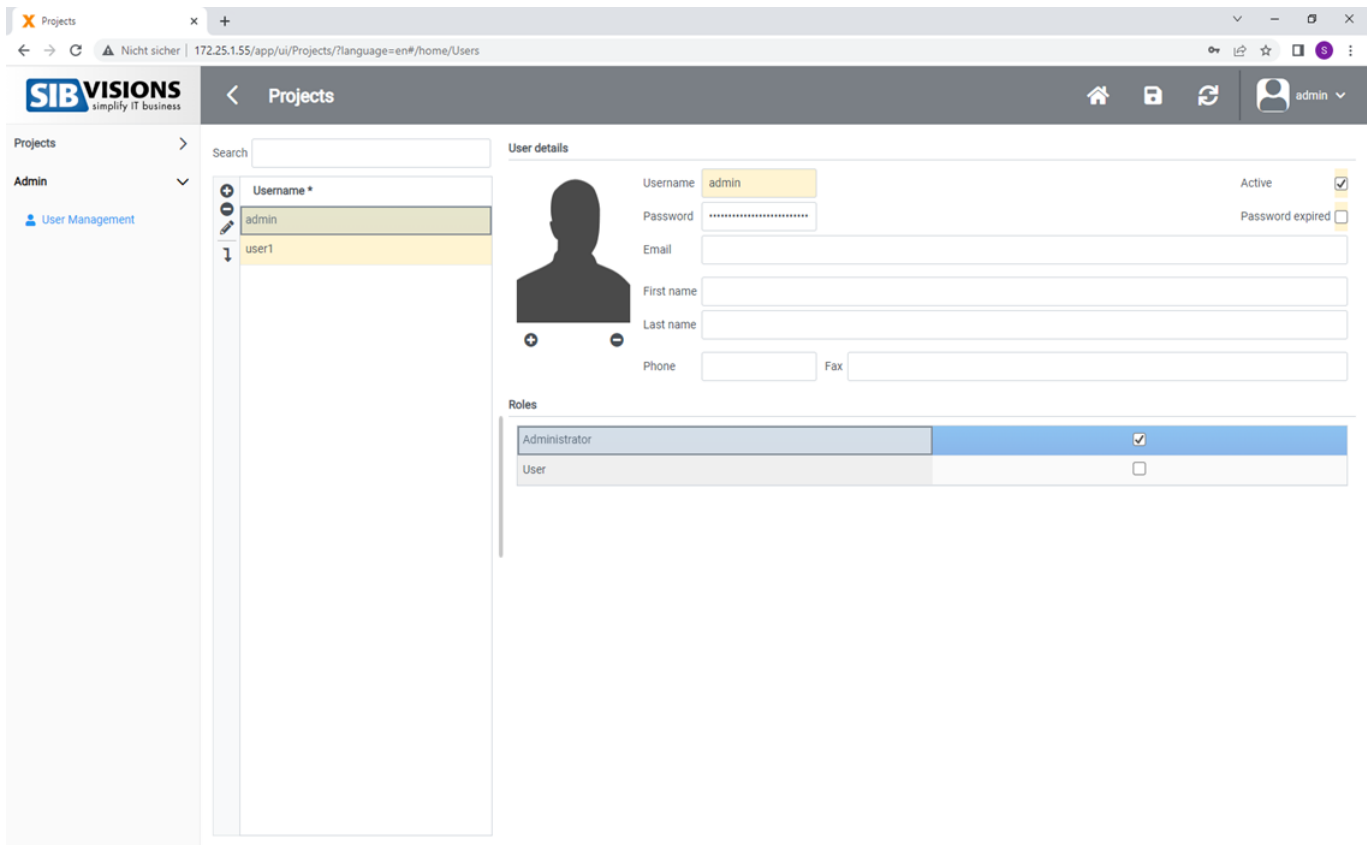 Projects
Nicht sicher | 172.25.1.55/app/ui/Projects/?language=en#/home/Users
S
SIB VISIONS
simplify IT business
Projects
admin
Projects
Admin
User Management
Search
Username *
admin
user1
User details
Username admin
Active
Password ••••••••••••••••••••••••••
Password expired
Email
First name
Last name
Phone
Fax
Roles
Administrator
User